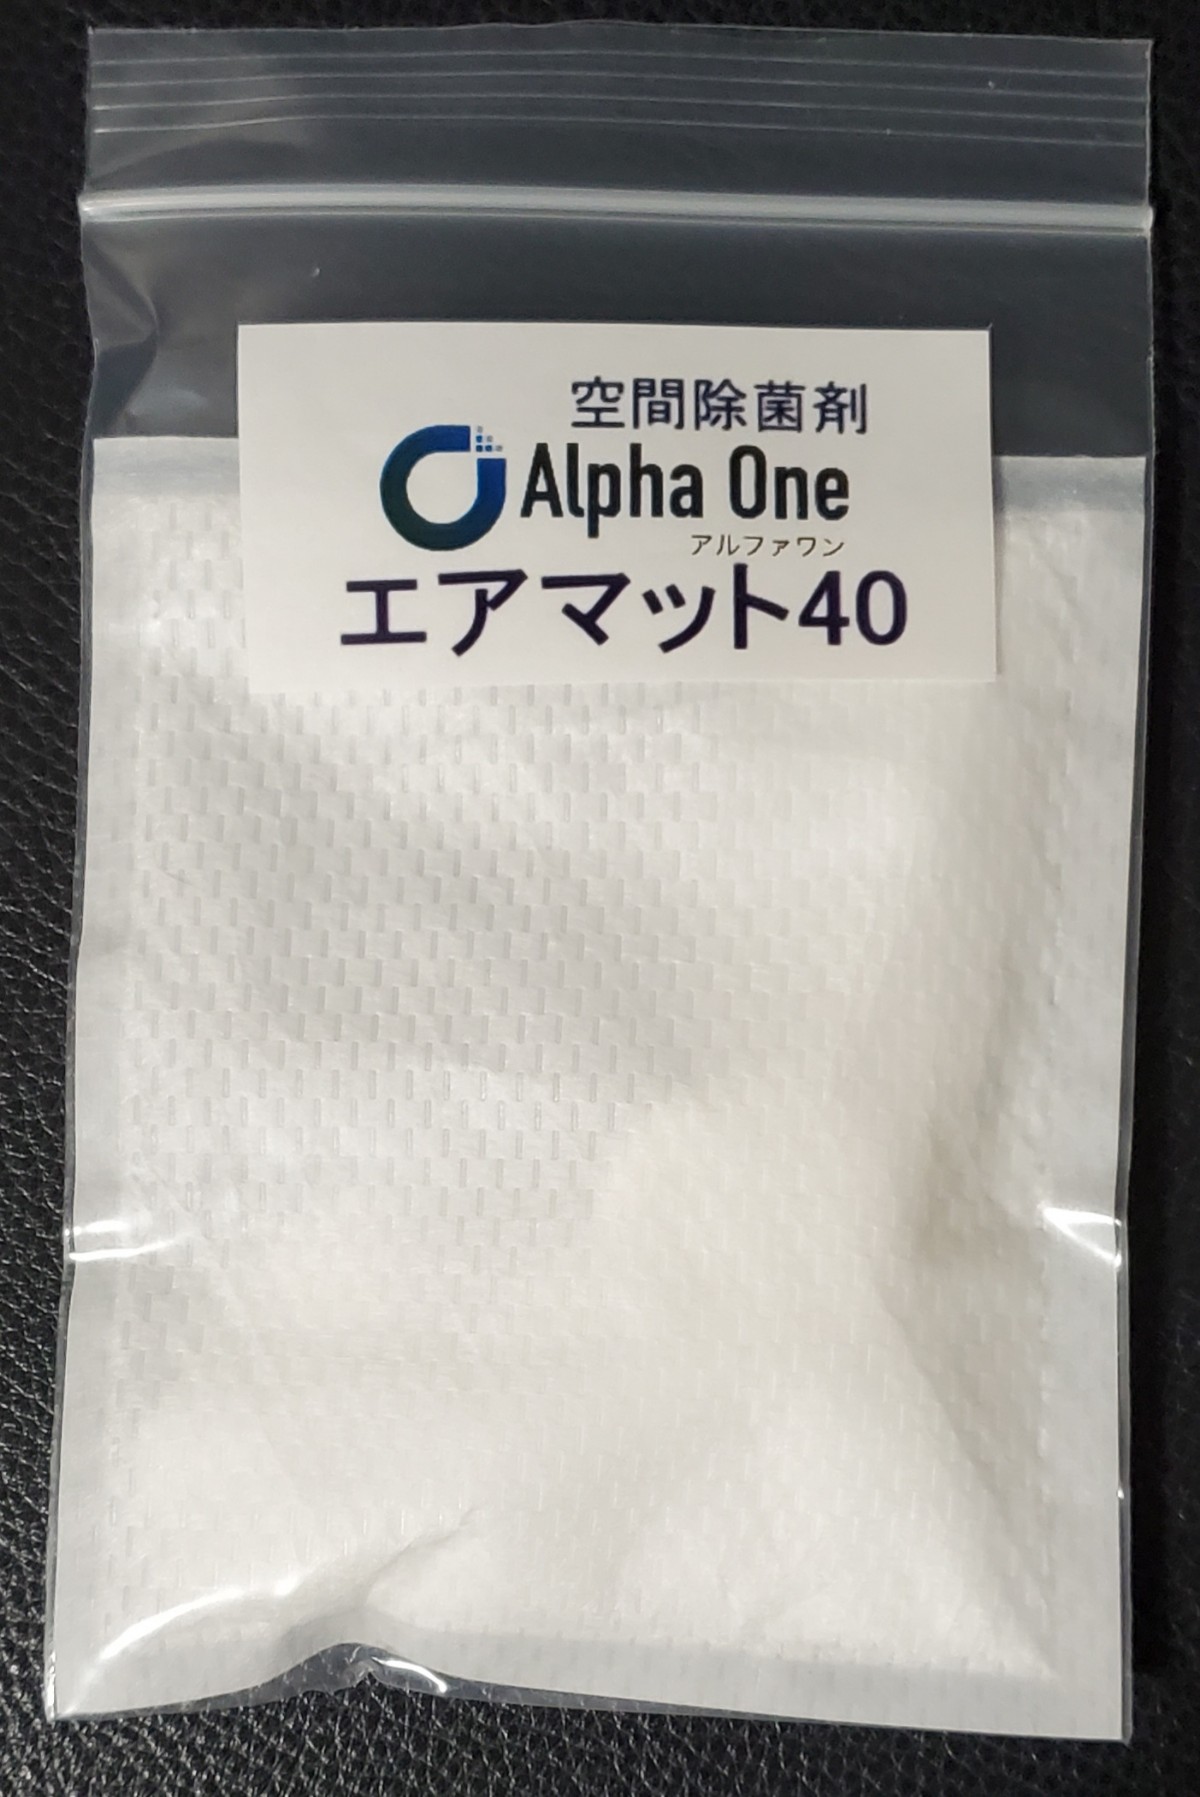 空間除菌剤
Alpha One
アルファワン
エアマット40